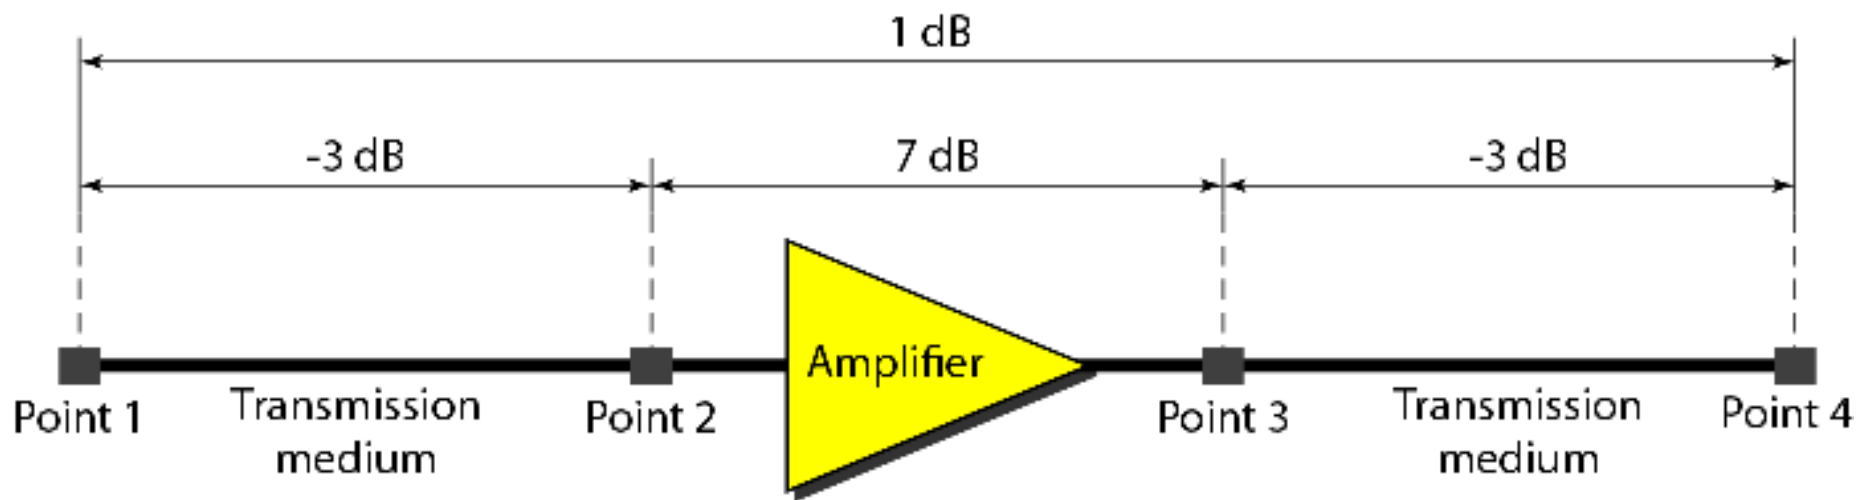 1 dB
-3 dB
7 dB
-3 dB
Amplifier
Point 1
Transmission
medium
Point 2
Point 3
Transmission
medium
Point 4